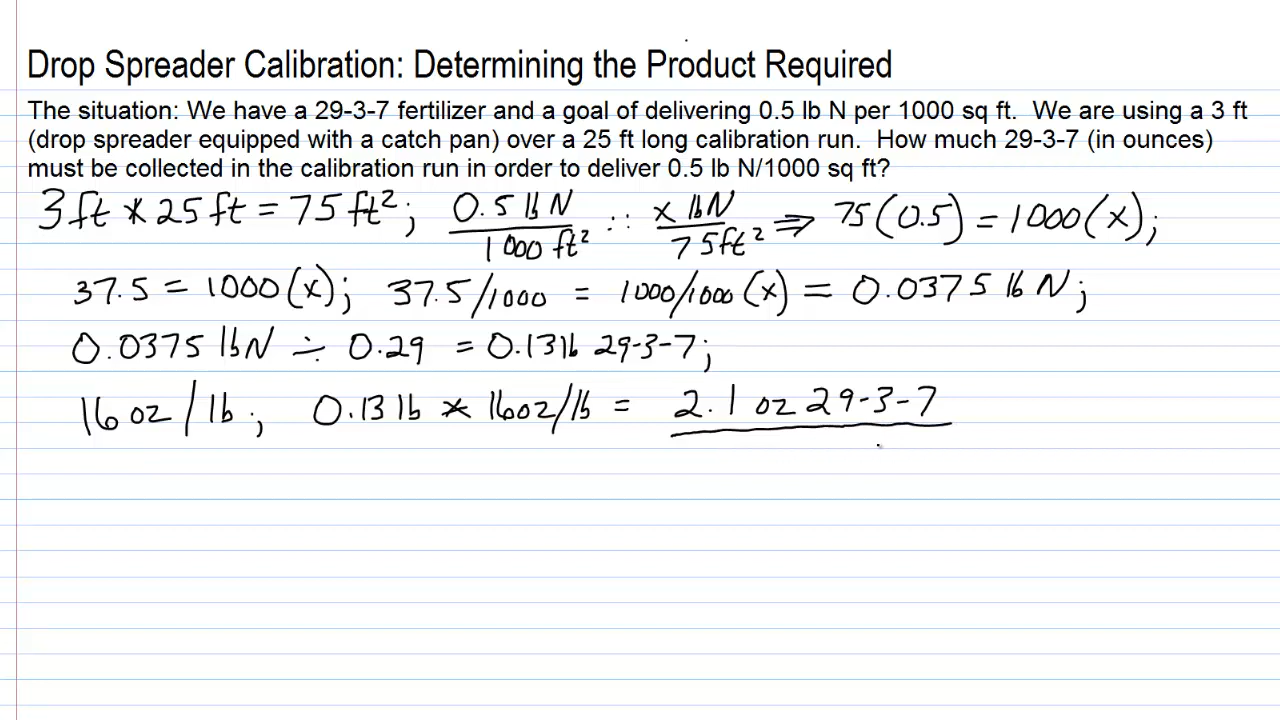 Drop Spreader Calibration: Determining the Product Required
The situation: We have a 29-3-7 fertilizer and a goal of delivering 0.5 lb N per 1000 sq ft. We are using a 3 ft
(drop spreader equipped with a catch pan) over a 25 ft long calibration run. How much 29-3-7 (in ounces)
must be collected in the calibration run in order to deliver 0.5 lb N/1000 sq ft?
3 ft * 25 ft = 75 ft²; 0.5 lb N / 1000 ft² ∴ x lb N / 75 ft² ⇒ 75(0.5) = 1000(x);
37.5 = 1000(x); 37.5/1000 = 1000/1000 (x) = 0.0375 lb N;
0.0375 lb N ÷ 0.29 = 0.13 lb 29-3-7;
16 oz / lb; 0.13 lb * 16 oz/lb = 2.1 oz 29-3-7